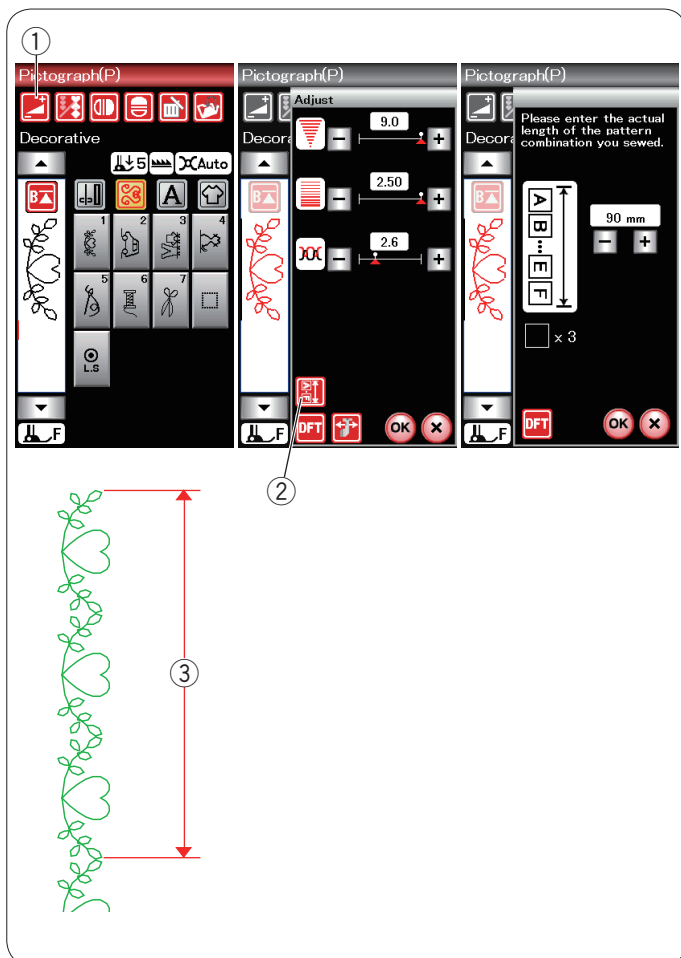 ①
Pictograph(P)
Decorative
5
Auto
B
A
1
2
3
4
5
6
7
L.S
F
Pictograph(P)
Adjust
Decora
B
9.0
−
+
2.50
−
+
2.6
−
+
A~E
DFT
OK
×
F
②
Pictograph(P)
Please enter the actual
length of the pattern
combination you sewed.
Decora
B
A
B
E
F
90 mm
−
+
x 3
DFT
OK
×
F
③